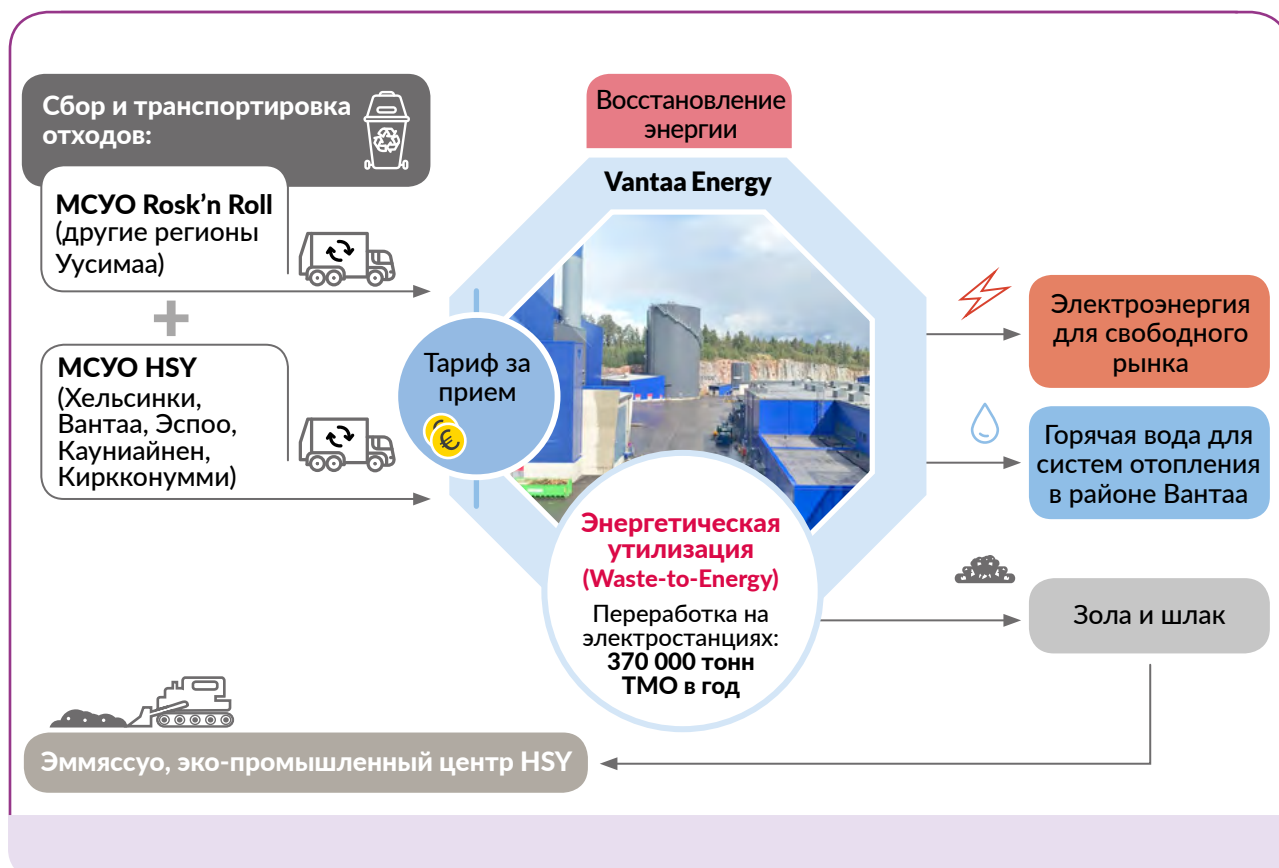 Сбор и транспортировка
отходов:
МСУО Rosk’n Roll
(другие регионы
Уусимаа)
+
МСУО HSY
(Хельсинки,
Вантаа, Эспоо,
Кауниайнен,
Киркконумми)
Восстановление
энергии
Vantaa Energy
Тариф за
прием
€
Энергетическая
утилизация
(Waste-to-Energy)
Переработка на
электростанциях:
370 000 тонн
ТМО в год
Электроэнергия
для свободного
рынка
Горячая вода для
систем отопления
в районе Вантаа
Зола и шлак
Эммяссуо, эко-промышленный центр HSY